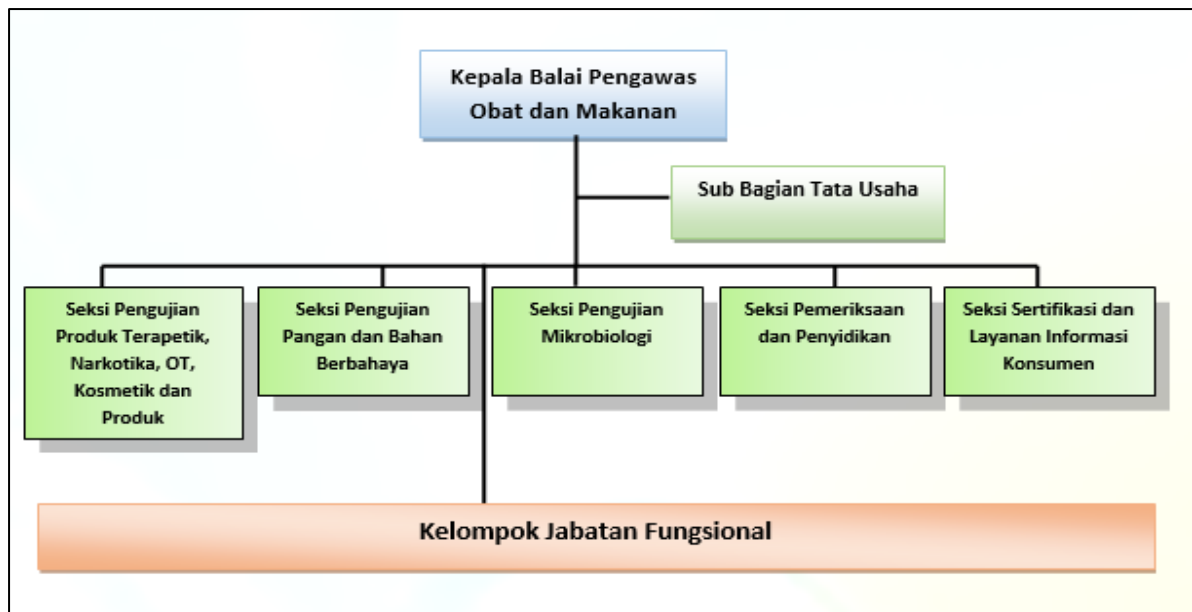 Kepala Balai Pengawas
Obat dan Makanan
Sub Bagian Tata Usaha
Seksi Pengujian
Produk Terapetik,
Narkotika, OT,
Kosmetik dan
Produk
Seksi Pengujian
Pangan dan Bahan
Berbahaya
Seksi Pengujian
Mikrobiologi
Seksi Pemeriksaan
dan Penyidikan
Seksi Sertifikasi dan
Layanan Informasi
Konsumen
Kelompok Jabatan Fungsional